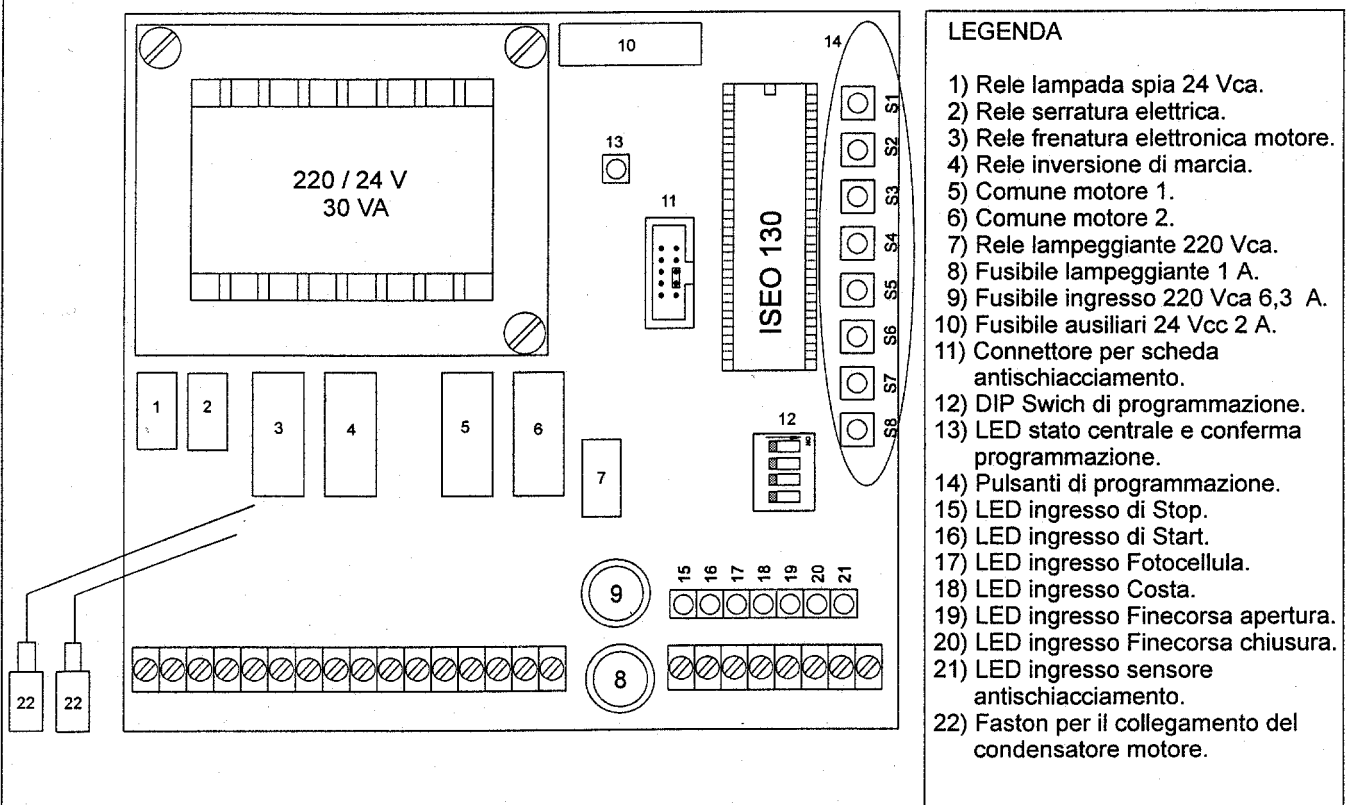 220 / 24 V
30 VA
10
14
13
11
ISEO 130
S1
S2
S3
S4
S5
S6
S7
S8
1
2
3
4
5
6
7
12
ON
9
15 16 17 18 19 20 21
8
22
22
LEGENDA
1) Rele lampada spia 24 Vca.
2) Rele serratura elettrica.
3) Rele frenatura elettronica motore.
4) Rele inversione di marcia.
5) Comune motore 1.
6) Comune motore 2.
7) Rele lampeggiante 220 Vca.
8) Fusibile lampeggiante 1 A.
9) Fusibile ingresso 220 Vca 6,3 A.
10) Fusibile ausiliari 24 Vcc 2 A.
11) Connettore per scheda
antischiacciamento.
12) DIP Swich di programmazione.
13) LED stato centrale e conferma
programmazione.
14) Pulsanti di programmazione.
15) LED ingresso di Stop.
16) LED ingresso di Start.
17) LED ingresso Fotocellula.
18) LED ingresso Costa.
19) LED ingresso Finecorsa apertura.
20) LED ingresso Finecorsa chiusura.
21) LED ingresso sensore
antischiacciamento.
22) Faston per il collegamento del
condensatore motore.